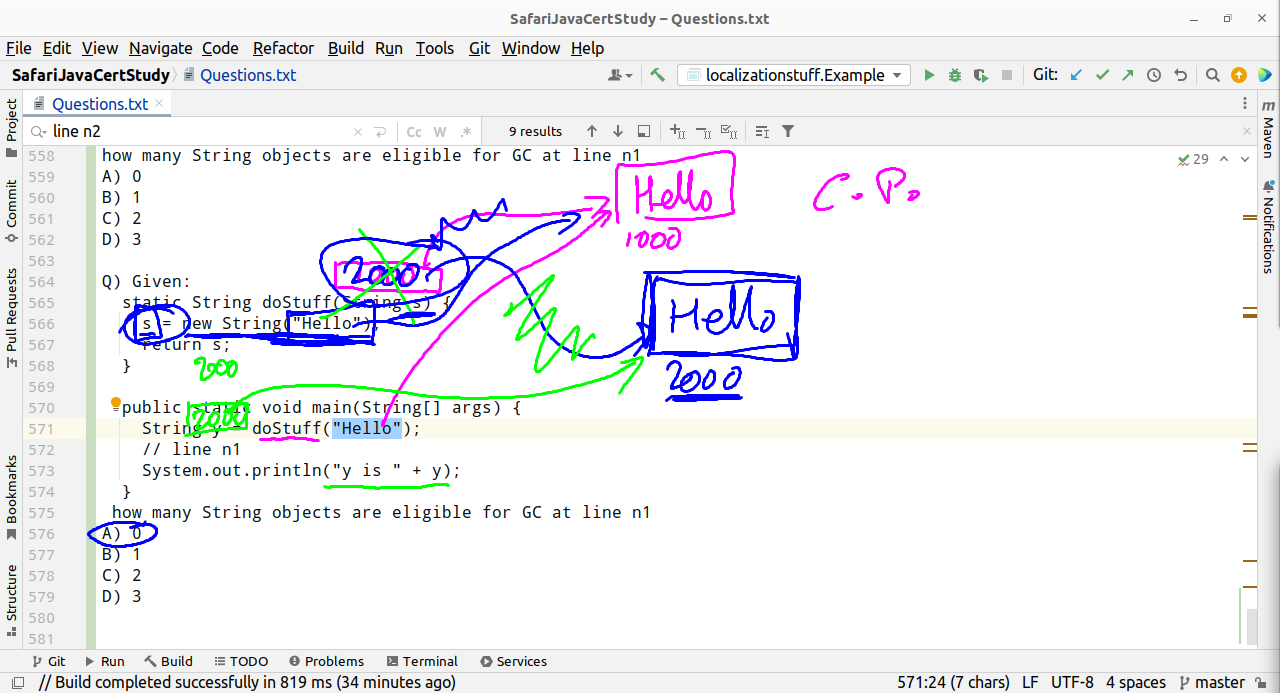 SafariJavaCertStudy – Questions.txt
File Edit View Navigate Code Refactor Build Run Tools Git Window Help
SafariJavaCertStudy Questions.txt localizationstuff.Example Git:
Questions.txt
line n2 Cc W .* 9 results
Project
Commit
Pull Requests
Bookmarks
Structure
m
Maven
Notifications
29
558 how many String objects are eligible for GC at line n1
559 A) 0
560 B) 1
561 C) 2
562 D) 3
563
564 Q) Given:
565 static String doStuff(String s) {
566 s = new String("Hello");
567 return s;
568 }
569
570 public static void main(String[] args) {
571 String y = doStuff("Hello");
572 // line n1
573 System.out.println("y is " + y);
574 }
575 how many String objects are eligible for GC at line n1
576 A) 0
577 B) 1
578 C) 2
579 D) 3
580
581
Hello
1000
C.P.
2000
Hello
2000
2000
2000
Git Run Build TODO Problems Terminal Services
// Build completed successfully in 819 ms (34 minutes ago) 571:24 (7 chars) LF UTF-8 4 spaces master